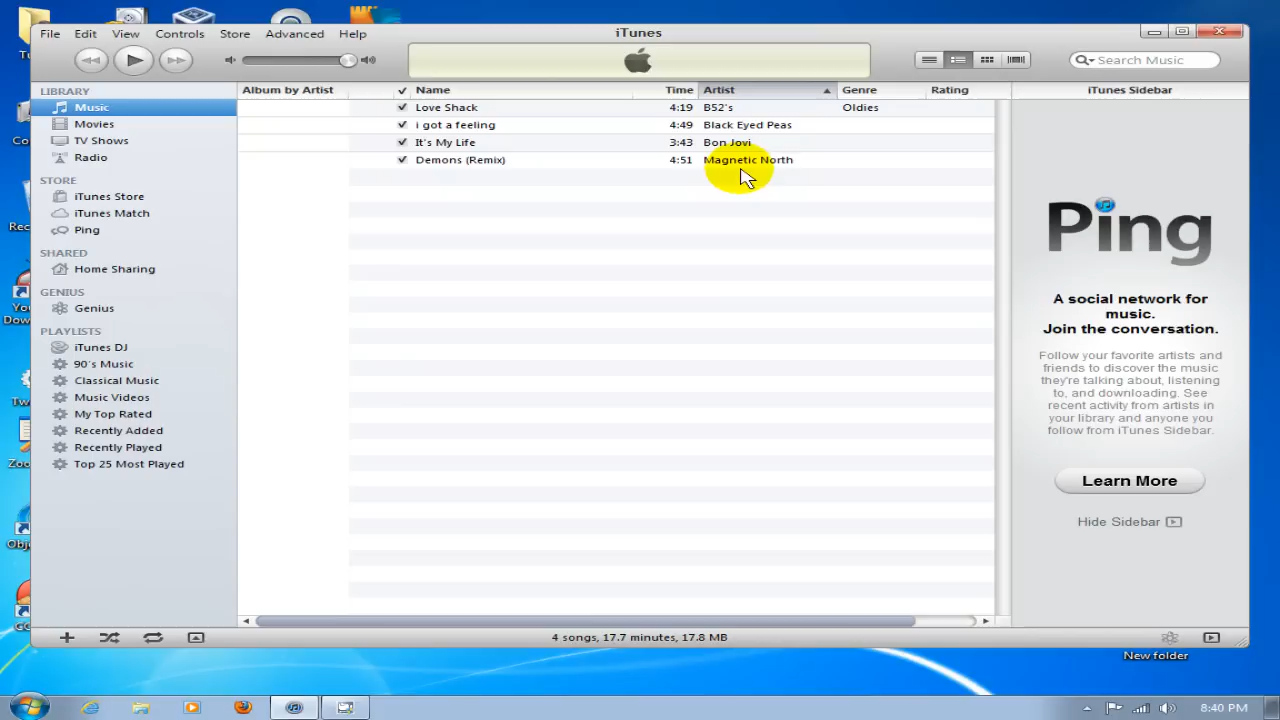 iTunes
File Edit View Controls Store Advanced Help
Search Music
LIBRARY
Music
Movies
TV Shows
Radio
STORE
iTunes Store
iTunes Match
Ping
SHARED
Home Sharing
GENIUS
Genius
PLAYLISTS
iTunes DJ
90's Music
Classical Music
Music Videos
My Top Rated
Recently Added
Recently Played
Top 25 Most Played
Album by Artist Name Time Artist Genre Rating
Love Shack 4:19 B52's Oldies
i got a feeling 4:49 Black Eyed Peas
It's My Life 3:43 Bon Jovi
Demons (Remix) 4:51 Magnetic North
iTunes Sidebar
Ping
A social network for
music.
Join the conversation.
Follow your favorite artists and
friends to discover the music
they're talking about, listening
to, and downloading. See
recent activity from artists in
your library and anyone you
follow from iTunes Sidebar.
Learn More
Hide Sidebar
4 songs, 17.7 minutes, 17.8 MB
New folder
8:40 PM